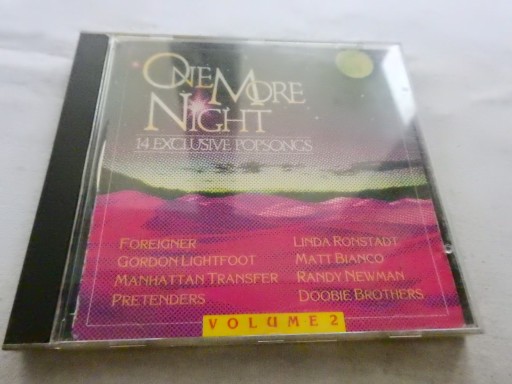 ONE MORE
NIGHT
14 EXCLUSIVE POPSONGS
FOREIGNER
GORDON LIGHTFOOT
MANHATTAN TRANSFER
PRETENDERS
LINDA RONSTADT
MATT BIANCO
RANDY NEWMAN
DOOBIE BROTHERS
VOLUME 2